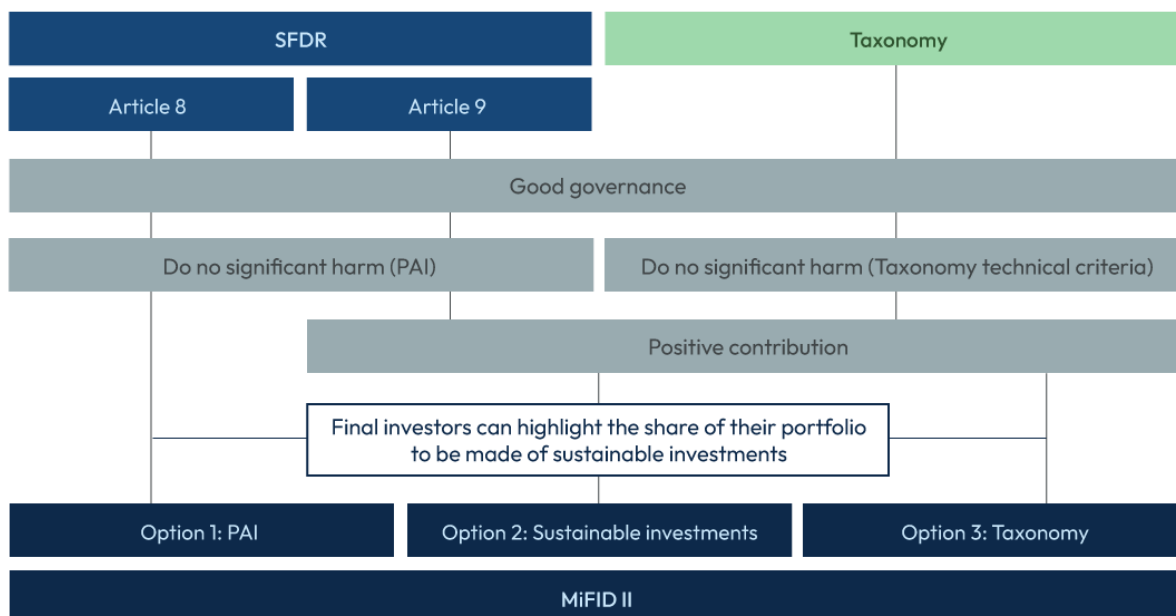 SFDR
Taxonomy
Article 8
Article 9
Good governance
Do no significant harm (PAI)
Do no significant harm (Taxonomy technical criteria)
Positive contribution
Final investors can highlight the share of their portfolio
to be made of sustainable investments
Option 1: PAI
Option 2: Sustainable investments
Option 3: Taxonomy
MiFID II